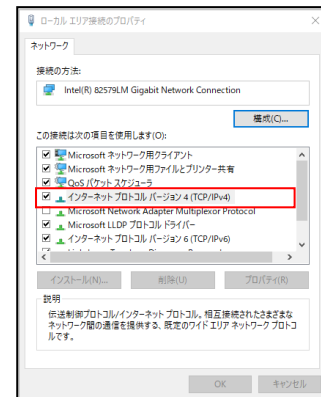 ローカル エリア接続のプロパティ
ネットワーク
接続の方法:
Intel(R) 82579LM Gigabit Network Connection
構成(C)...
この接続は次の項目を使用します(O):
Microsoft ネットワーク用クライアント
Microsoft ネットワーク用ファイルとプリンター共有
QoS パケット スケジューラ
インターネット プロトコル バージョン 4 (TCP/IPv4)
Microsoft Network Adapter Multiplexor Protocol
Microsoft LLDP プロトコル ドライバー
インターネット プロトコル バージョン 6 (TCP/IPv6)
インストール(N)...
削除(U)
プロパティ(R)
説明
伝送制御プロトコル/インターネット プロトコル。相互接続されたさまざまな
ネットワーク間の通信を提供する、既定のワイド エリア ネットワーク プロトコ
ルです。
OK
キャンセル